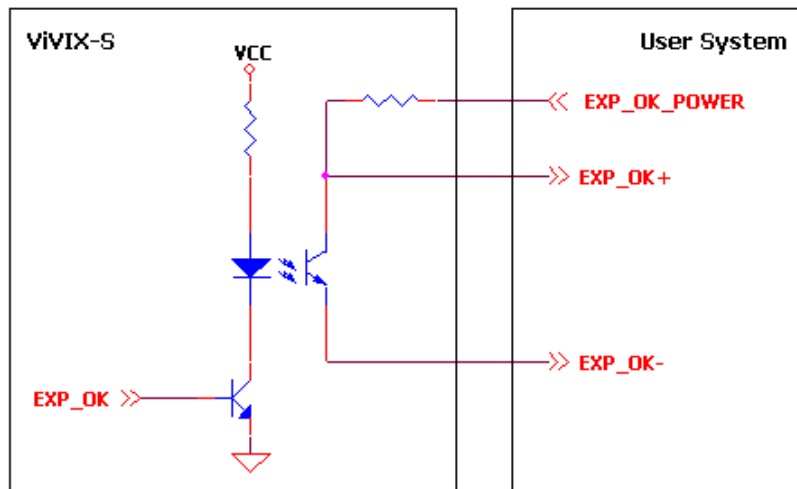 ViVIX-S
User System
VCC
EXP_OK_POWER
EXP_OK+
EXP_OK-
EXP_OK